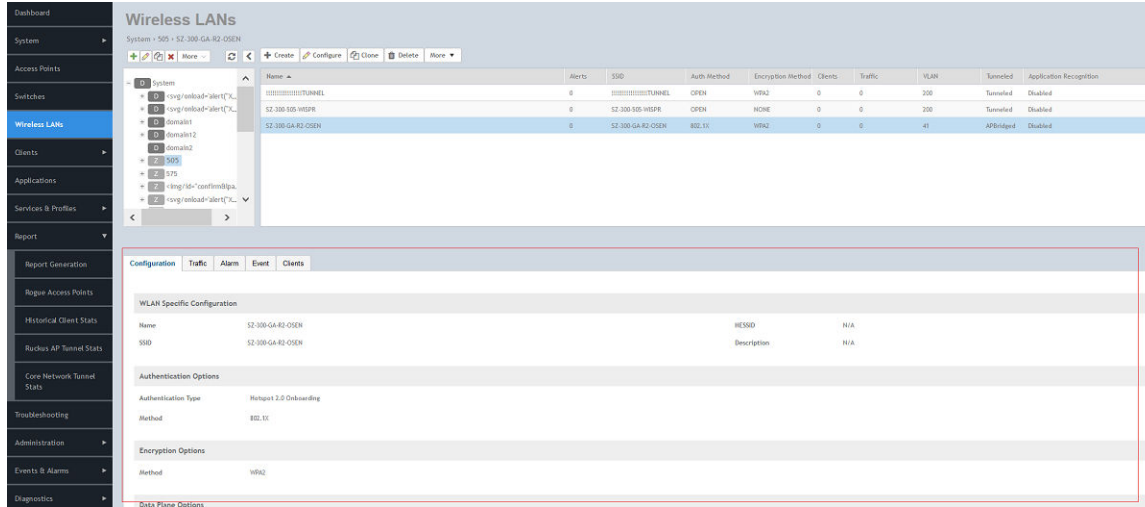 Dashboard
System
Access Points
Switches
Wireless LANs
Clients
Applications
Services & Profiles
Report
Report Generation
Rogue Access Points
Historical Client Stats
Ruckus AP Tunnel Stats
Core Network Tunnel
Stats
Troubleshooting
Administration
Events & Alarms
Diagnostics
Wireless LANs
System > 505 > SZ-300-GA-R2-OSEN
More
Create Configure Clone Delete More
D System
D <svg/onload='alert("X...
D <svg/onload='alert("X...
D domain1
D domain12
D domain2
Z 505
Z 575
Z <svg/onload='alert("X...
Name Alerts SSID Auth Method Encryption Method Clients Traffic VLAN Tunneled Application Recognition
0 OPEN WPA2 0 0 200 Tunneled Disabled
SZ-300-505-WISPR 0 SZ-300-505-WISPR OPEN NONE 0 0 200 Tunneled Disabled
SZ-300-GA-R2-OSEN 0 SZ-300-GA-R2-OSEN 802.1X WPA2 0 0 41 APBridged Disabled
Configuration Traffic Alarm Event Clients
WLAN Specific Configuration
Name SZ-300-GA-R2-OSEN HESSID N/A
SSID SZ-300-GA-R2-OSEN Description N/A
Authentication Options
Authentication Type Hotspot 2.0 Onboarding
Method 802.1X
Encryption Options
Method WPA2
Data Plane Options